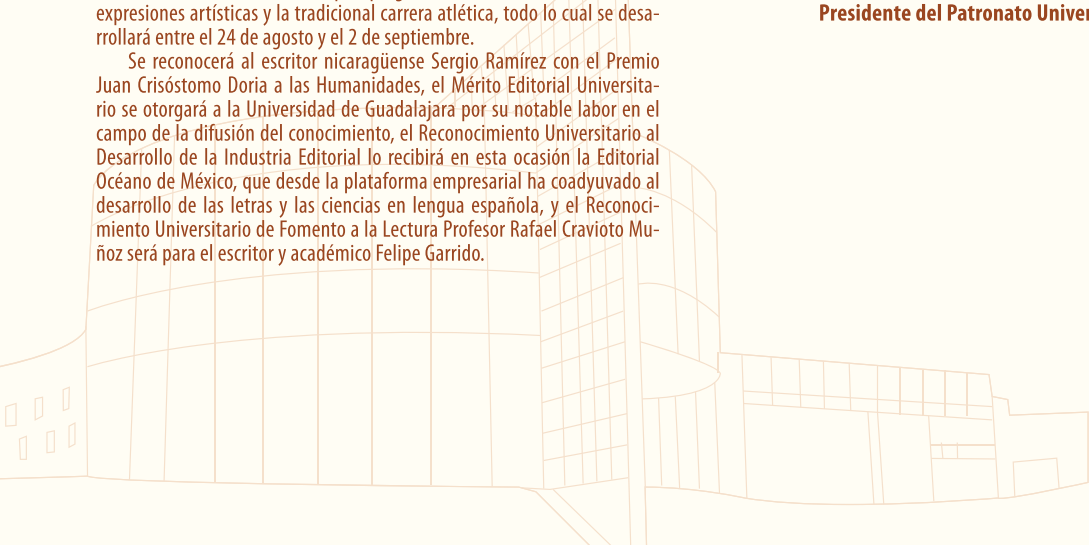 expresiones artísticas y la tradicional carrera atlética, todo lo cual se desa-
rrollará entre el 24 de agosto y el 2 de septiembre.
Se reconocerá al escritor nicaragüense Sergio Ramírez con el Premio
Juan Crisóstomo Doria a las Humanidades, el Mérito Editorial Universita-
rio se otorgará a la Universidad de Guadalajara por su notable labor en el
campo de la difusión del conocimiento, el Reconocimiento Universitario al
Desarrollo de la Industria Editorial lo recibirá en esta ocasión la Editorial
Océano de México, que desde la plataforma empresarial ha coadyuvado al
desarrollo de las letras y las ciencias en lengua española, y el Reconoci-
miento Universitario de Fomento a la Lectura Profesor Rafael Cravioto Mu-
ñoz será para el escritor y académico Felipe Garrido.
Presidente del Patronato